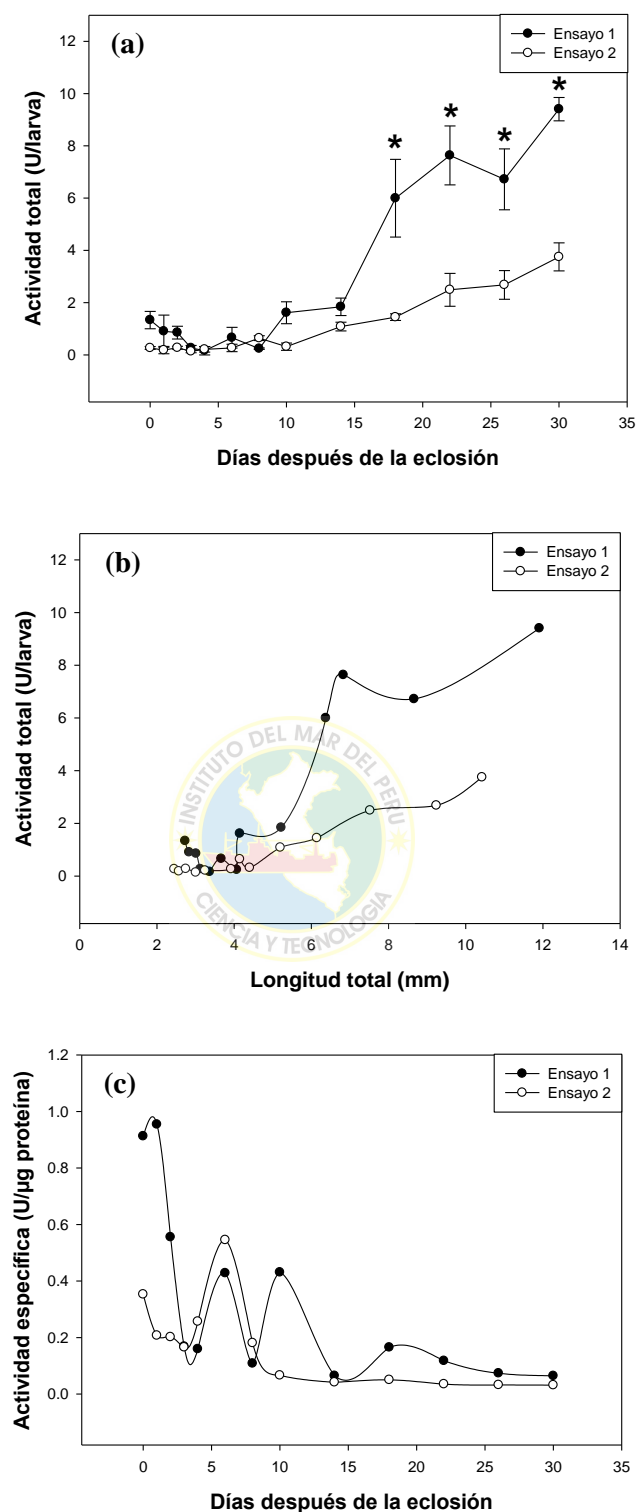 (a)
Ensayo 1
Ensayo 2
12
10
8
6
4
2
0
Actividad total (U/larva)
* * * *
0 5 10 15 20 25 30 35
Días después de la eclosión
(b)
Ensayo 1
Ensayo 2
12
10
8
6
4
2
0
Actividad total (U/larva)
INSTITUTO DEL MAR DEL PERU
CIENCIA Y TECNOLOGIA
0 2 4 6 8 10 12 14
Longitud total (mm)
(c)
Ensayo 1
Ensayo 2
1.2
1.0
0.8
0.6
0.4
0.2
0.0
Actividad específica (U/µg proteína)
0 5 10 15 20 25 30 35
Días después de la eclosión